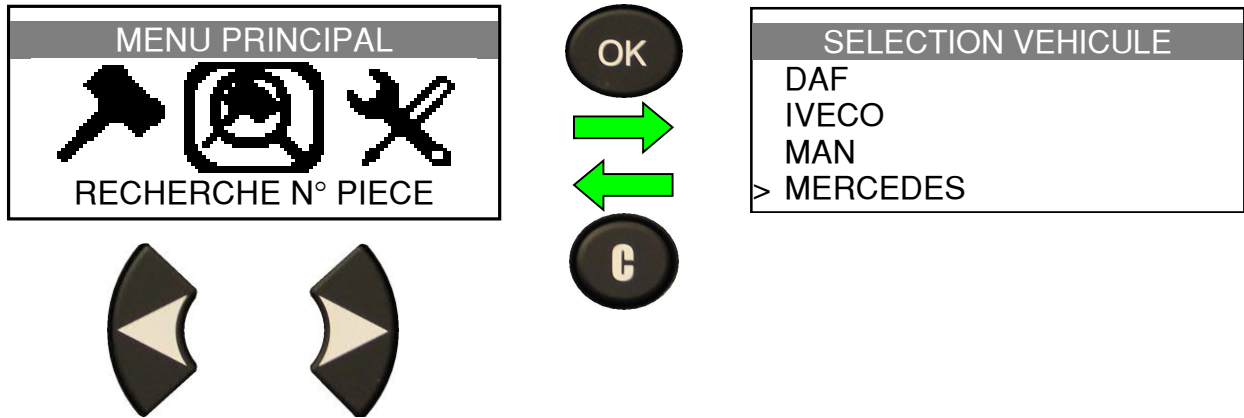 MENU PRINCIPAL
RECHERCHE N° PIECE
OK
C
SELECTION VEHICULE
DAF
IVECO
MAN
> MERCEDES